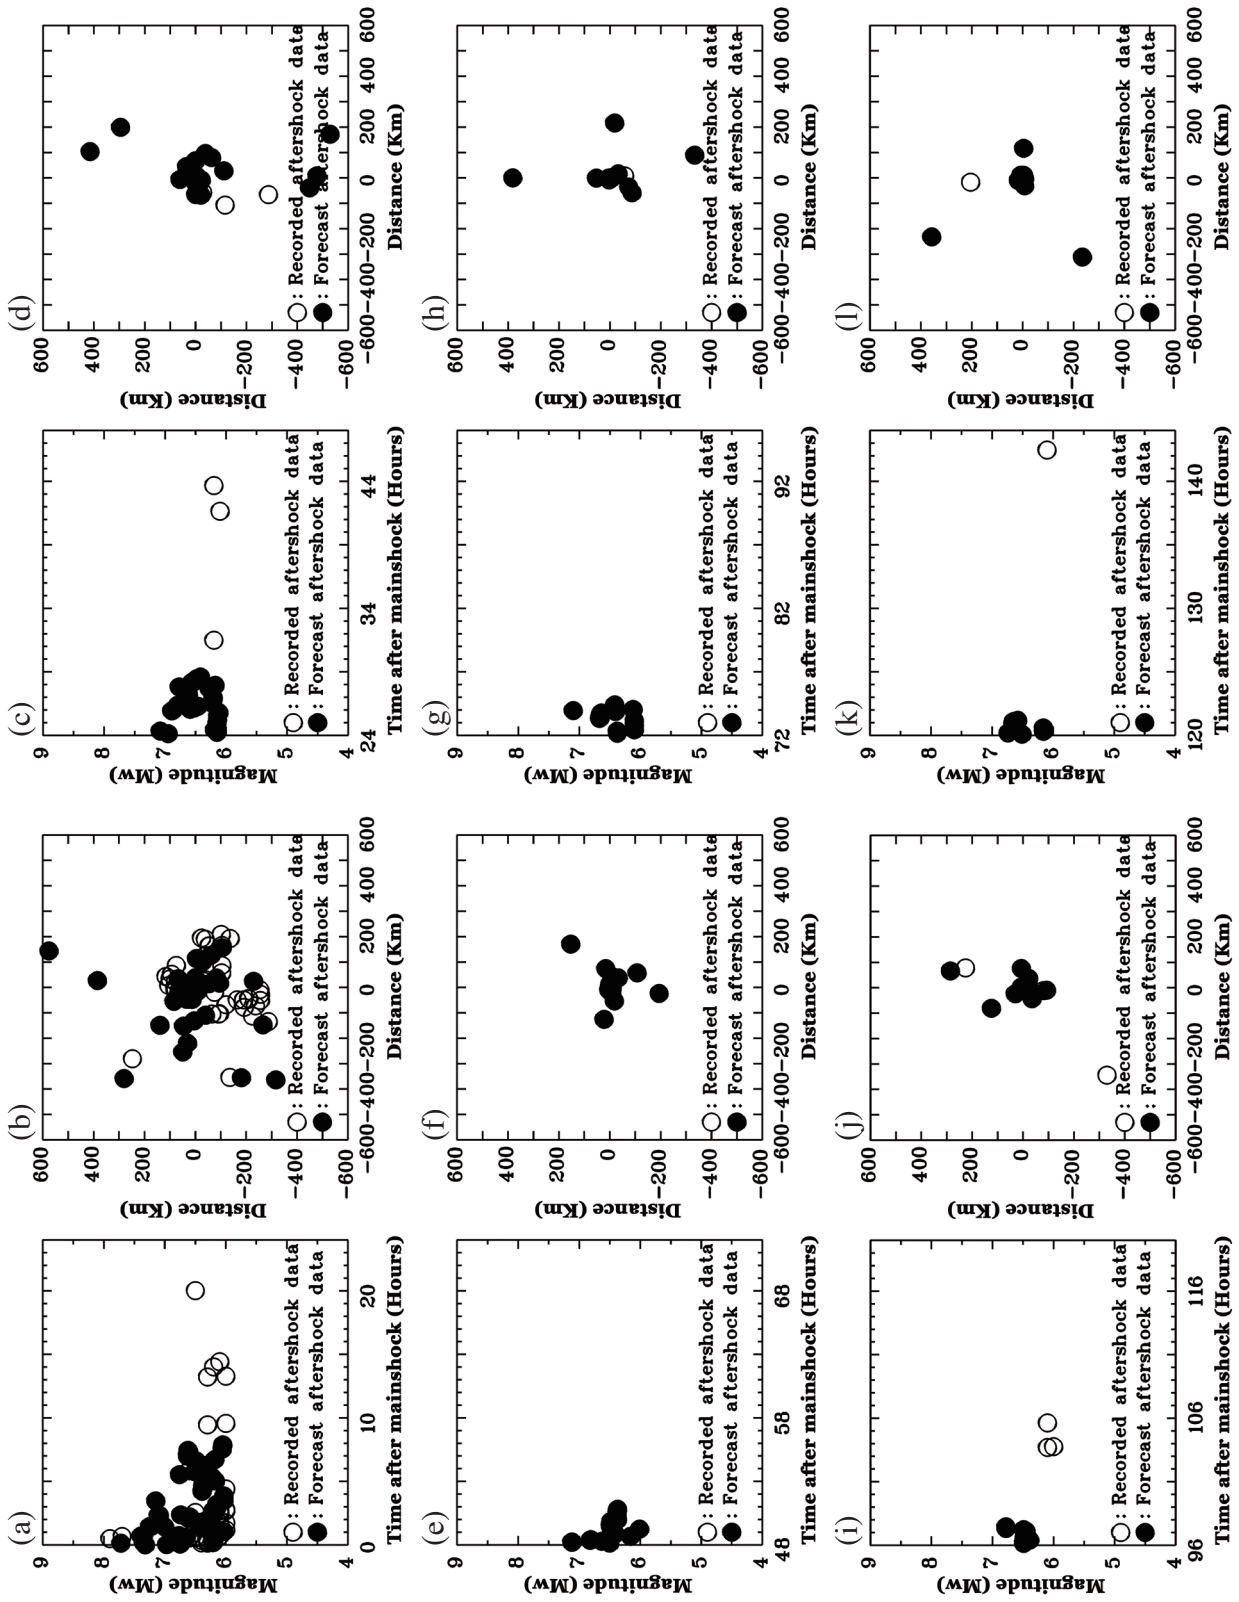 (a)
Magnitude (Mw)
9
8
7
6
5
4
: Recorded aftershock data
: Forecast aftershock data
0 10 20
Time after mainshock (Hours)
(b)
Distance (Km)
600
400
200
0
−200
−400
−600
: Recorded aftershock data
: Forecast aftershock data
−600−400−200 0 200 400 600
Distance (Km)
(c)
Magnitude (Mw)
9
8
7
6
5
4
: Recorded aftershock data
: Forecast aftershock data
24 34 44
Time after mainshock (Hours)
(d)
Distance (Km)
600
400
200
0
−200
−400
−600
: Recorded aftershock data
: Forecast aftershock data
−600−400−200 0 200 400 600
Distance (Km)
(e)
Magnitude (Mw)
9
8
7
6
5
4
: Recorded aftershock data
: Forecast aftershock data
48 58 68
Time after mainshock (Hours)
(f)
Distance (Km)
600
400
200
0
−200
−400
−600
: Recorded aftershock data
: Forecast aftershock data
−600−400−200 0 200 400 600
Distance (Km)
(g)
Magnitude (Mw)
9
8
7
6
5
4
: Recorded aftershock data
: Forecast aftershock data
72 82 92
Time after mainshock (Hours)
(h)
Distance (Km)
600
400
200
0
−200
−400
−600
: Recorded aftershock data
: Forecast aftershock data
−600−400−200 0 200 400 600
Distance (Km)
(i)
Magnitude (Mw)
9
8
7
6
5
4
: Recorded aftershock data
: Forecast aftershock data
96 106 116
Time after mainshock (Hours)
(j)
Distance (Km)
600
400
200
0
−200
−400
−600
: Recorded aftershock data
: Forecast aftershock data
−600−400−200 0 200 400 600
Distance (Km)
(k)
Magnitude (Mw)
9
8
7
6
5
4
: Recorded aftershock data
: Forecast aftershock data
120 130 140
Time after mainshock (Hours)
(l)
Distance (Km)
600
400
200
0
−200
−400
−600
: Recorded aftershock data
: Forecast aftershock data
−600−400−200 0 200 400 600
Distance (Km)